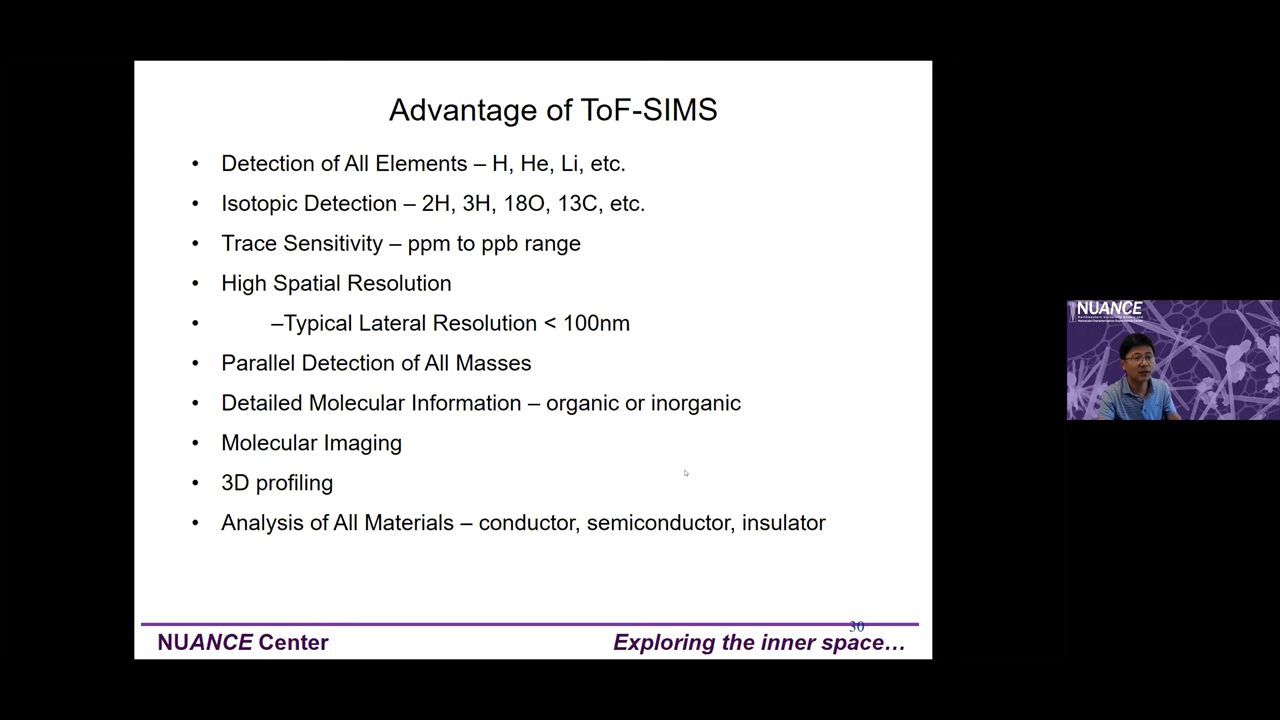 Advantage of ToF-SIMS
• Detection of All Elements – H, He, Li, etc.
• Isotopic Detection – 2H, 3H, 18O, 13C, etc.
• Trace Sensitivity – ppm to ppb range
• High Spatial Resolution
• –Typical Lateral Resolution < 100nm
• Parallel Detection of All Masses
• Detailed Molecular Information – organic or inorganic
• Molecular Imaging
• 3D profiling
• Analysis of All Materials – conductor, semiconductor, insulator
30
NUANCE Center
Exploring the inner space…
NUANCE